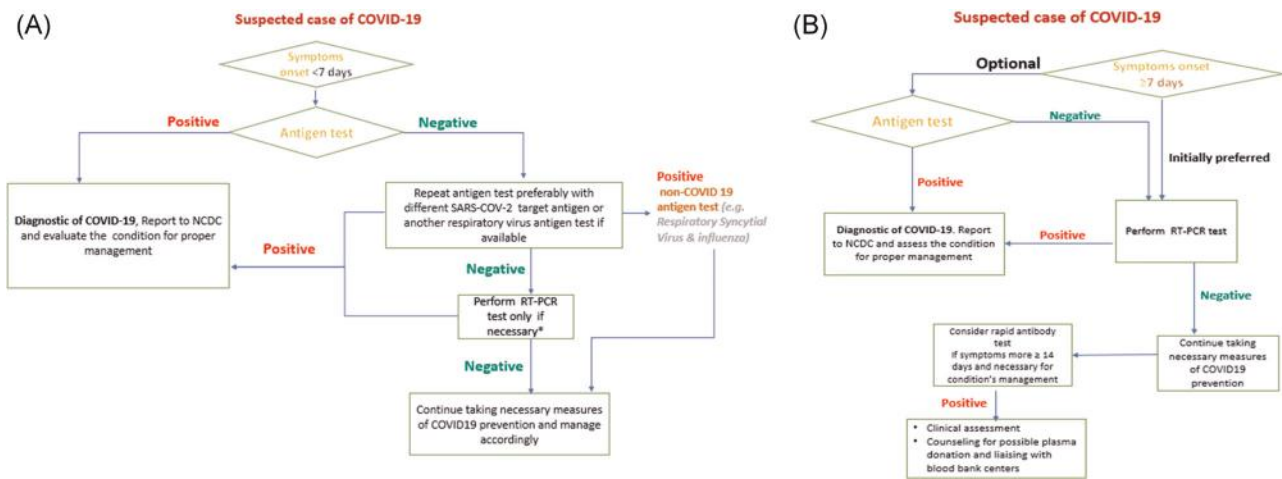 (A)
Suspected case of COVID-19
Symptoms
onset <7 days
Positive
Antigen test
Negative
Diagnostic of COVID-19, Report to NCDC
and evaluate the condition for proper
management
Repeat antigen test preferably with
different SARS-COV-2 target antigen or
another respiratory virus antigen test if
available
Positive
non-COVID 19
antigen test (e.g.
Respiratory Syncytial
Virus & influenza)
Positive
Negative
Perform RT-PCR
test only if
necessary*
Negative
Continue taking necessary measures
of COVID19 prevention and manage
accordingly
(B)
Suspected case of COVID-19
Optional
Symptoms onset
≥7 days
Antigen test
Negative
Initially preferred
Positive
Diagnostic of COVID-19. Report
to NCDC and assess the condition
for proper management
Positive
Perform RT-PCR test
Negative
Consider rapid antibody
test
If symptoms more ≥ 14
days and necessary for
condition's management
Continue taking
necessary measures
of COVID19
prevention
Positive
• Clinical assessment
• Counseling for possible plasma
donation and liaising with
blood bank centers